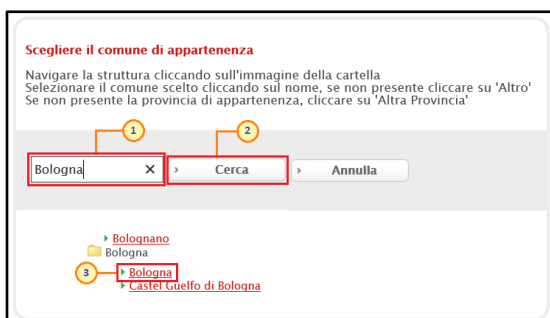 Scegliere il comune di appartenenza
Navigare la struttura cliccando sull'immagine della cartella
Selezionare il comune scelto cliccando sul nome, se non presente cliccare su 'Altro'
Se non presente la provincia di appartenenza, cliccare su 'Altra Provincia'
1 2
Bologna × › Cerca › Annulla
Bolognano
Bologna
3 Bologna
Castel Guelfo di Bologna